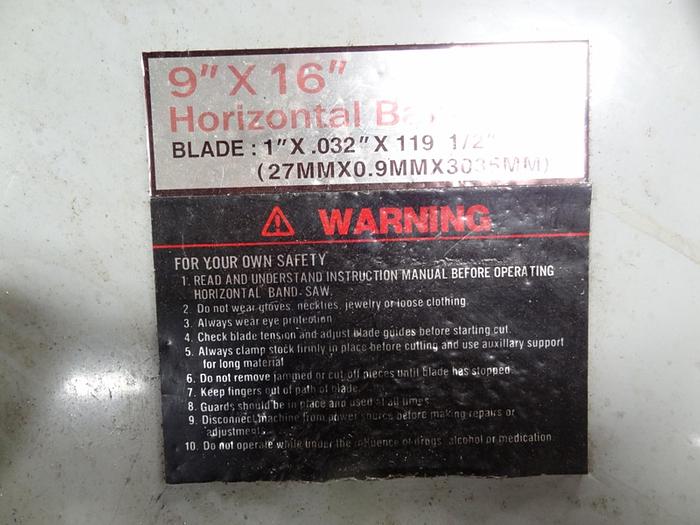 9" X 16"
Horizontal Ba
BLADE : 1" X .032" X 119 1/2"
(27MMX0.9MMX3035MM)
WARNING
FOR YOUR OWN SAFETY
1. READ AND UNDERSTAND INSTRUCTION MANUAL BEFORE OPERATING
HORIZONTAL BAND SAW.
2. Do not wear gloves, neckties, jewelry or loose clothing.
3. Always wear eye protection
4. Check blade tension and adjust blade guides before starting cut.
5. Always clamp stock firmly in place before cutting and use auxillary support
for long material
6. Do not remove jammed or cut off pieces until blade has stopped
7. Keep fingers out of path of blade.
8. Guards should be in place and used at all times.
9. Disconnect machine from power source before making repairs or
adjustments.
10. Do not operate while under the influence of drugs, alcohol or medication.